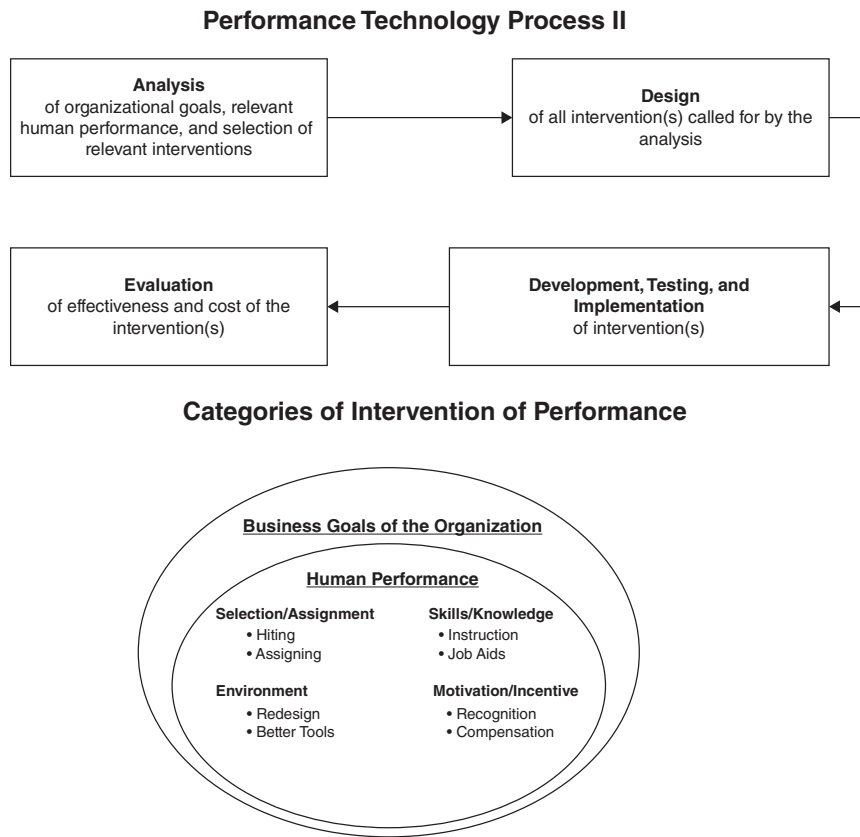 Performance Technology Process II
Analysis
of organizational goals, relevant
human performance, and selection of
relevant interventions
Design
of all intervention(s) called for by the
analysis
Evaluation
of effectiveness and cost of the
intervention(s)
Development, Testing, and
Implementation
of intervention(s)
Categories of Intervention of Performance
Business Goals of the Organization
Human Performance
Selection/Assignment
• Hiting
• Assigning
Skills/Knowledge
• Instruction
• Job Aids
Environment
• Redesign
• Better Tools
Motivation/Incentive
• Recognition
• Compensation